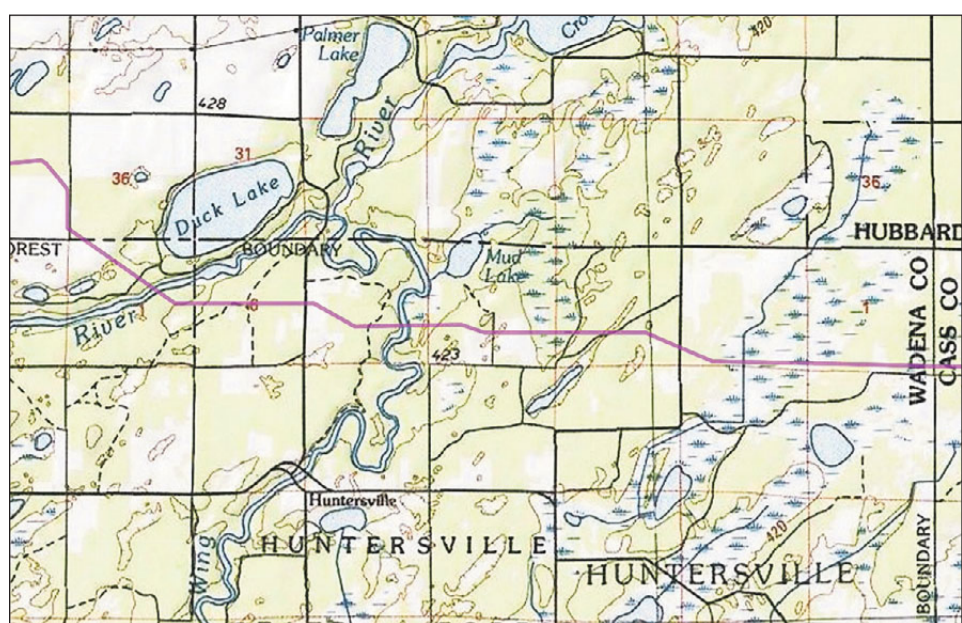 Palmer
Lake
Cro
420
428
River
31
36
36
Duck Lake
OREST
BOUNDARY
HUBBARD
Mud
Lake
WADENA CO
CASS CO
1
6
1
River
423
Huntersville
HUNTERSVILLE
Wing
420
HUNTERSVILLE
BOUNDARY